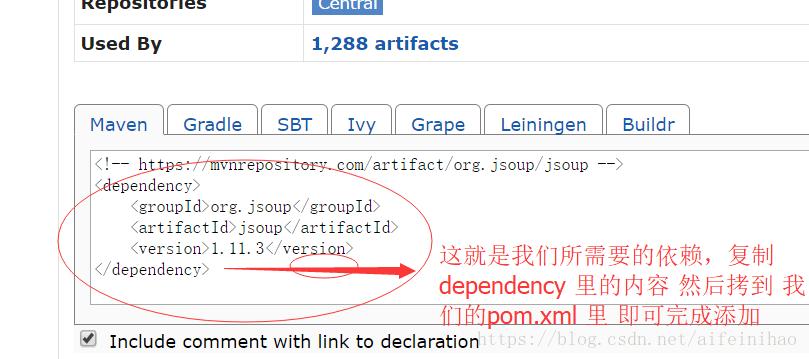 Repositories Central
Used By 1,288 artifacts
Maven Gradle SBT Ivy Grape Leiningen Buildr
<!-- https://mvnrepository.com/artifact/org.jsoup/jsoup -->
<dependency>
<groupId>org.jsoup</groupId>
<artifactId>jsoup</artifactId>
<version>1.11.3</version>
</dependency>
这就是我们所需要的依赖，复制
dependency 里的内容 然后拷到 我
们的pom.xml 里 即可完成添加
Include comment with link to declaration
https://blog.csdn.net/aifeinihao